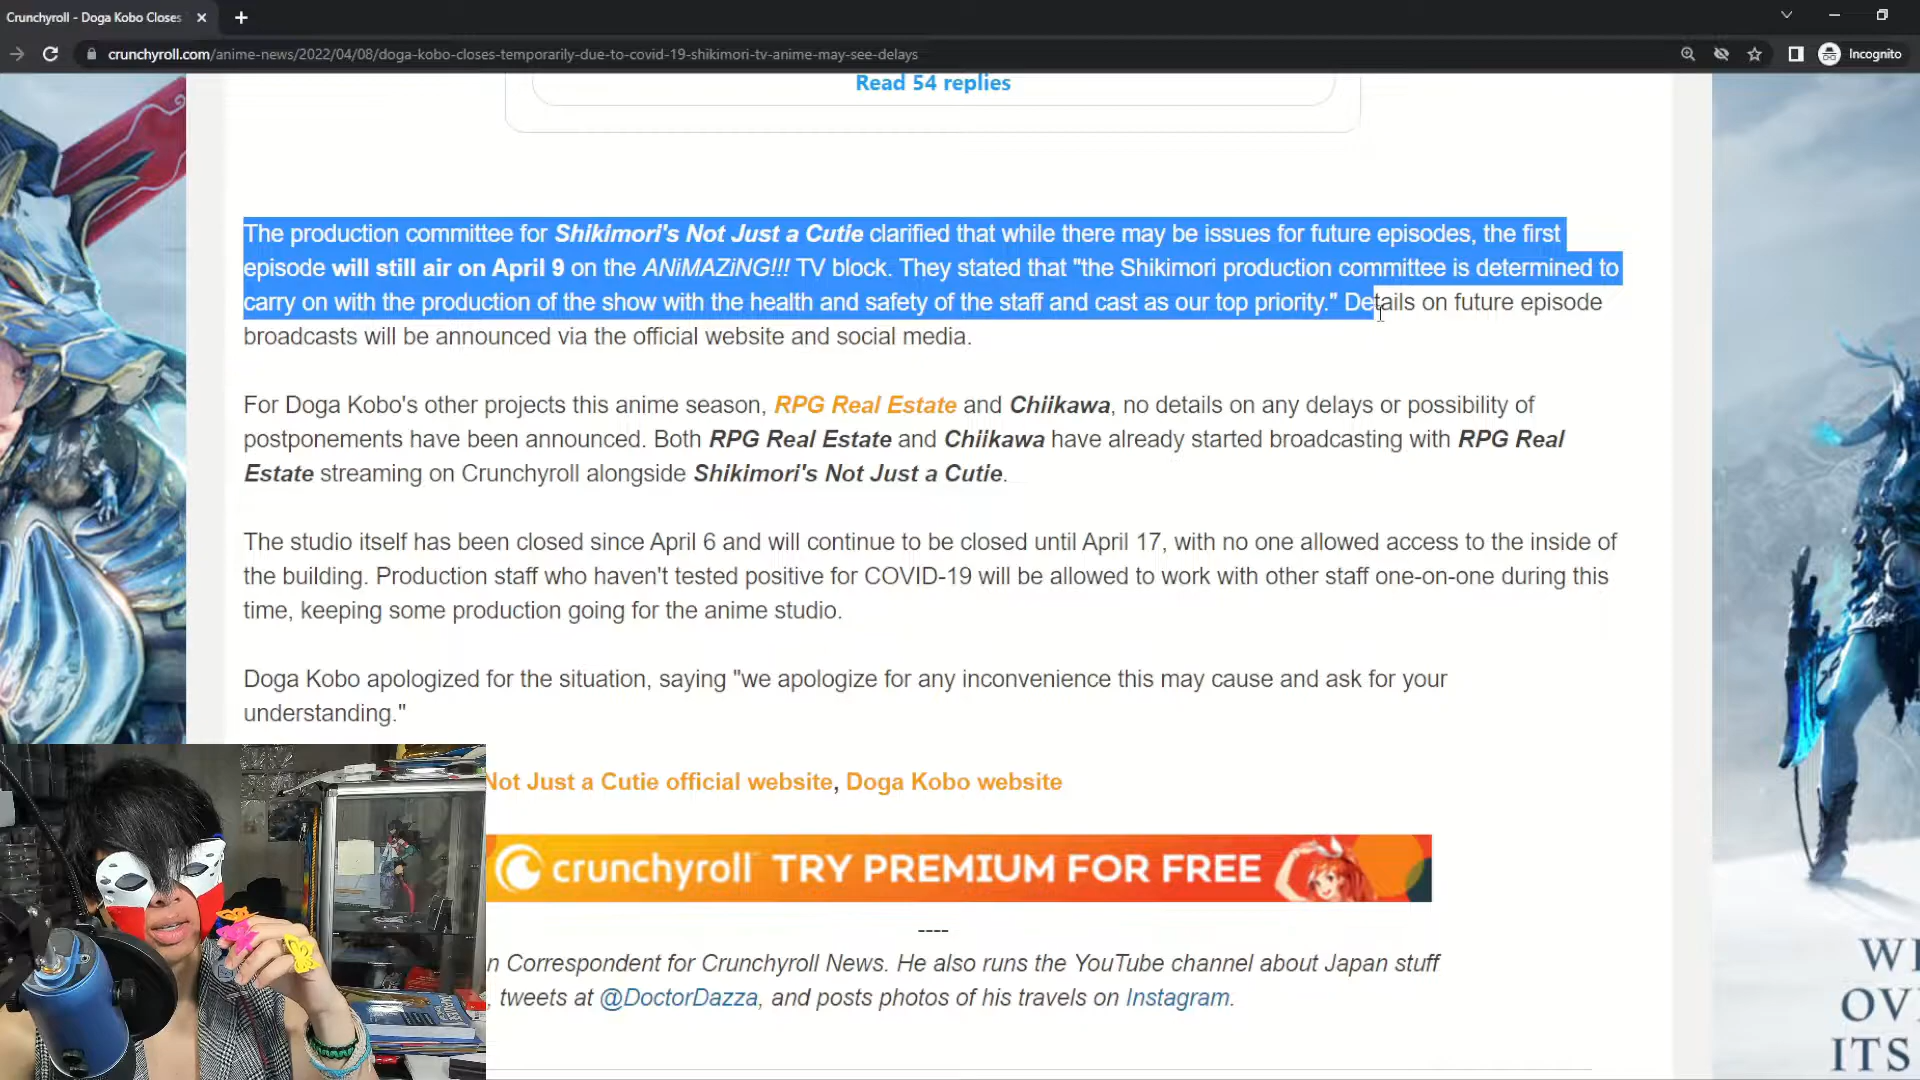 Crunchyroll - Doga Kobo Closes
crunchyroll.com/anime-news/2022/04/08/doga-kobo-closes-temporarily-due-to-covid-19-shikimori-tv-anime-may-see-delays
Incognito
Read 54 replies
The production committee for Shikimori's Not Just a Cutie clarified that while there may be issues for future episodes, the first
episode will still air on April 9 on the ANiMAZiNG!!! TV block. They stated that "the Shikimori production committee is determined to
carry on with the production of the show with the health and safety of the staff and cast as our top priority." Details on future episode
broadcasts will be announced via the official website and social media.
For Doga Kobo's other projects this anime season, RPG Real Estate and Chiikawa, no details on any delays or possibility of
postponements have been announced. Both RPG Real Estate and Chiikawa have already started broadcasting with RPG Real
Estate streaming on Crunchyroll alongside Shikimori's Not Just a Cutie.
The studio itself has been closed since April 6 and will continue to be closed until April 17, with no one allowed access to the inside of
the building. Production staff who haven't tested positive for COVID-19 will be allowed to work with other staff one-on-one during this
time, keeping some production going for the anime studio.
Doga Kobo apologized for the situation, saying "we apologize for any inconvenience this may cause and ask for your
understanding."
Not Just a Cutie official website, Doga Kobo website
crunchyroll TRY PREMIUM FOR FREE
----
n Correspondent for Crunchyroll News. He also runs the YouTube channel about Japan stuff
, tweets at @DoctorDazza, and posts photos of his travels on Instagram.
WI
OV
ITS